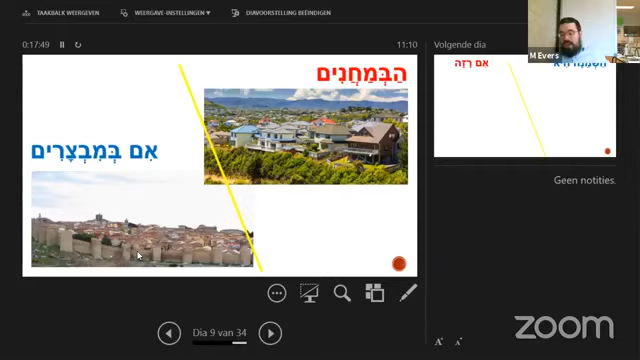 TAAKBALK WEERGEVEN
WEERGAVE-INSTELLINGEN ▼
DIAVOORSTELLING BEËINDIGEN
0:17:49
11:10
הַבְּמַחֲנִים
אִם בְּמִבְצָרִים
Volgende dia
M Evers
אִם רָזָה
Geen notities.
Dia 9 van 34
A A
zoom